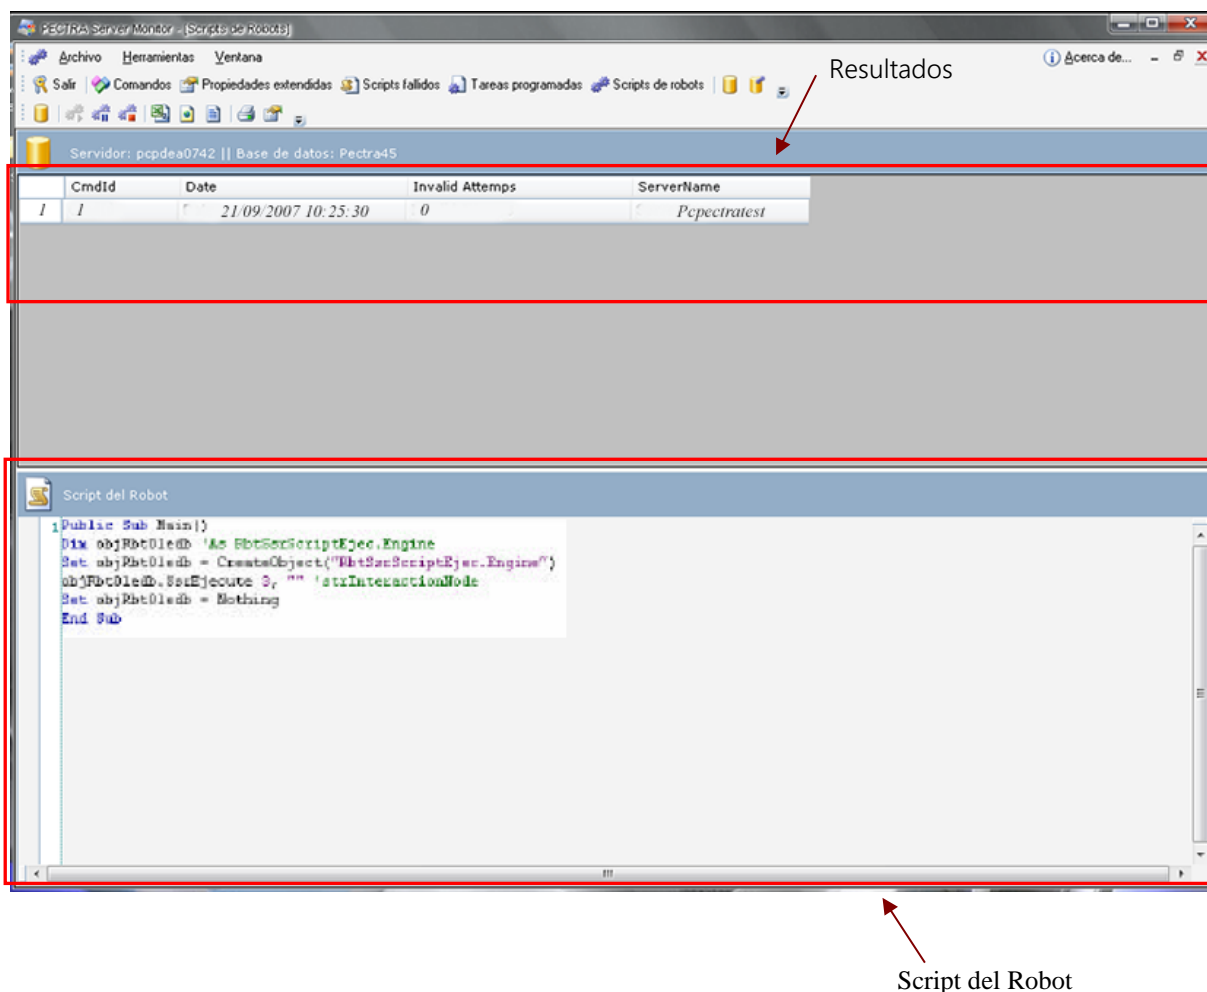 PECTRA Server Monitor - [Scripts de Robots]
Archivo Herramientas Ventana Acerca de...
Resultados
Salir Comandos Propiedades extendidas Scripts fallidos Tareas programadas Scripts de robots
Servidor: pcpdea0742 || Base de datos: Pectra45
CmdId Date Invalid Attemps ServerName
1 1 21/09/2007 10:25:30 0 Pcpectratest
Script del Robot
1 Public Sub Main()
Dim objRbtOledb 'As RbtSsrScriptEjec.Engine
Set objRbtOledb = CreateObject("RbtSsrScriptEjec.Engine")
objRbtOledb.SsrEjecute 3, "" 'strInteractionNode
Set objRbtOledb = Nothing
End Sub
Script del Robot